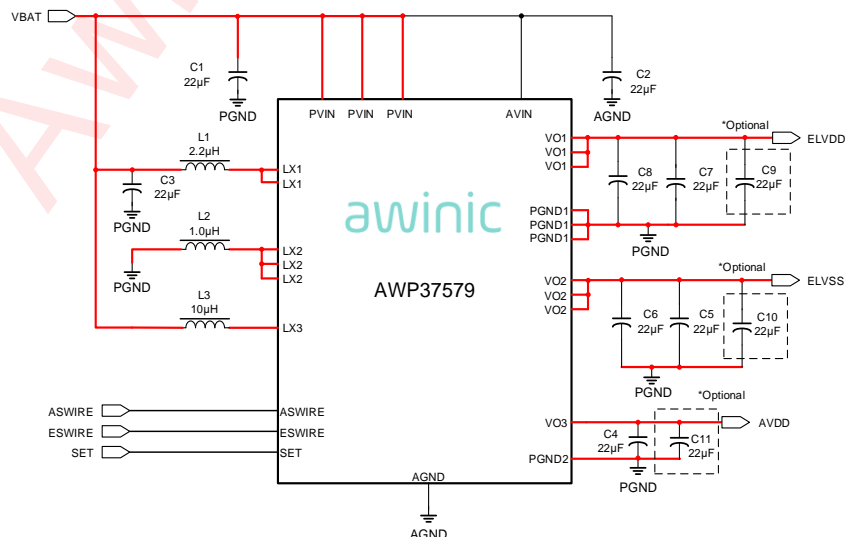 VBAT
C1
22µF
PGND
C2
22µF
AGND
PVIN PVIN PVIN AVIN
L1
2.2µH
LX1
LX1
C3
22µF
PGND
L2
1.0µH
PGND
LX2
LX2
LX2
L3
10µH
LX3
awinic
AWP37579
VO1
VO1
VO1
*Optional
ELVDD
C8
22µF
C7
22µF
C9
22µF
PGND1
PGND1
PGND1
PGND
VO2
VO2
VO2
*Optional
ELVSS
C6
22µF
C5
22µF
C10
22µF
PGND
*Optional
VO3
AVDD
C4
22µF
C11
22µF
PGND2
PGND
ASWIRE ASWIRE
ESWIRE ESWIRE
SET SET
AGND
AGND